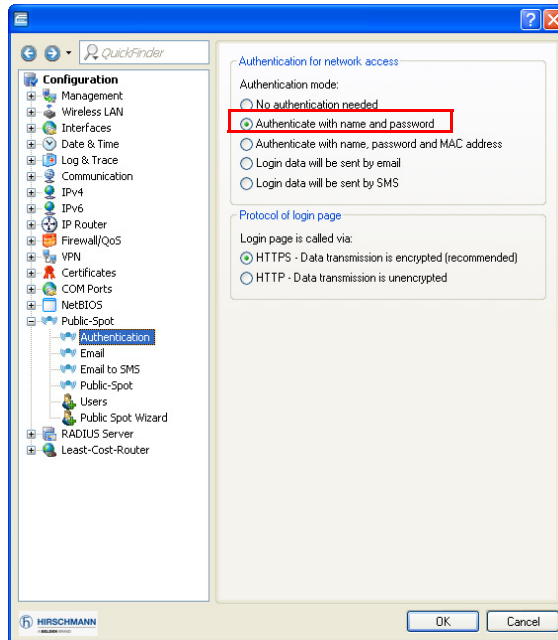 QuickFinder
Configuration
Management
Wireless LAN
Interfaces
Date & Time
Log & Trace
Communication
IPv4
IPv6
IP Router
Firewall/QoS
VPN
Certificates
COM Ports
NetBIOS
Public-Spot
Authentication
Email
Email to SMS
Public-Spot
Users
Public Spot Wizard
RADIUS Server
Least-Cost-Router
Authentication for network access
Authentication mode:
No authentication needed
Authenticate with name and password
Authenticate with name, password and MAC address
Login data will be sent by email
Login data will be sent by SMS
Protocol of login page
Login page is called via:
HTTPS - Data transmission is encrypted (recommended)
HTTP - Data transmission is unencrypted
HIRSCHMANN
A BELDEN BRAND
OK
Cancel